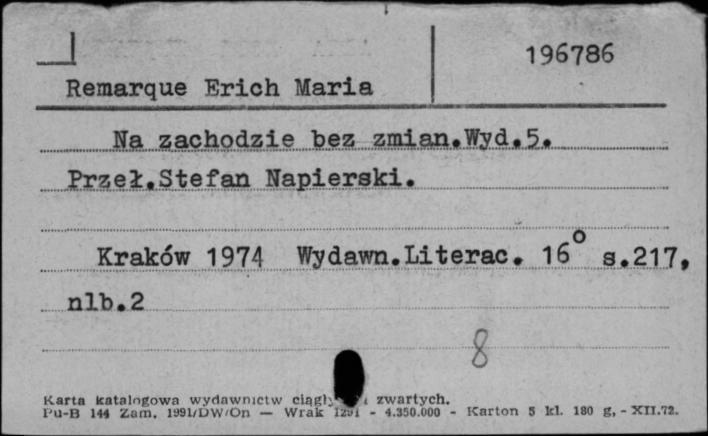 196786
Remarque Erich Maria
Na zachodzie bez zmian.Wyd.5.
Przeł.Stefan Napierski.
Kraków 1974 Wydawn.Literac. 16° s.217,
nlb.2
8
Karta katalogowa wydawnictw zwartych.
Pu-B 144 Zam. 1991/DW/On — Wrak - 4.350.000 - Karton 5 kl. 180 g, - XII.72.